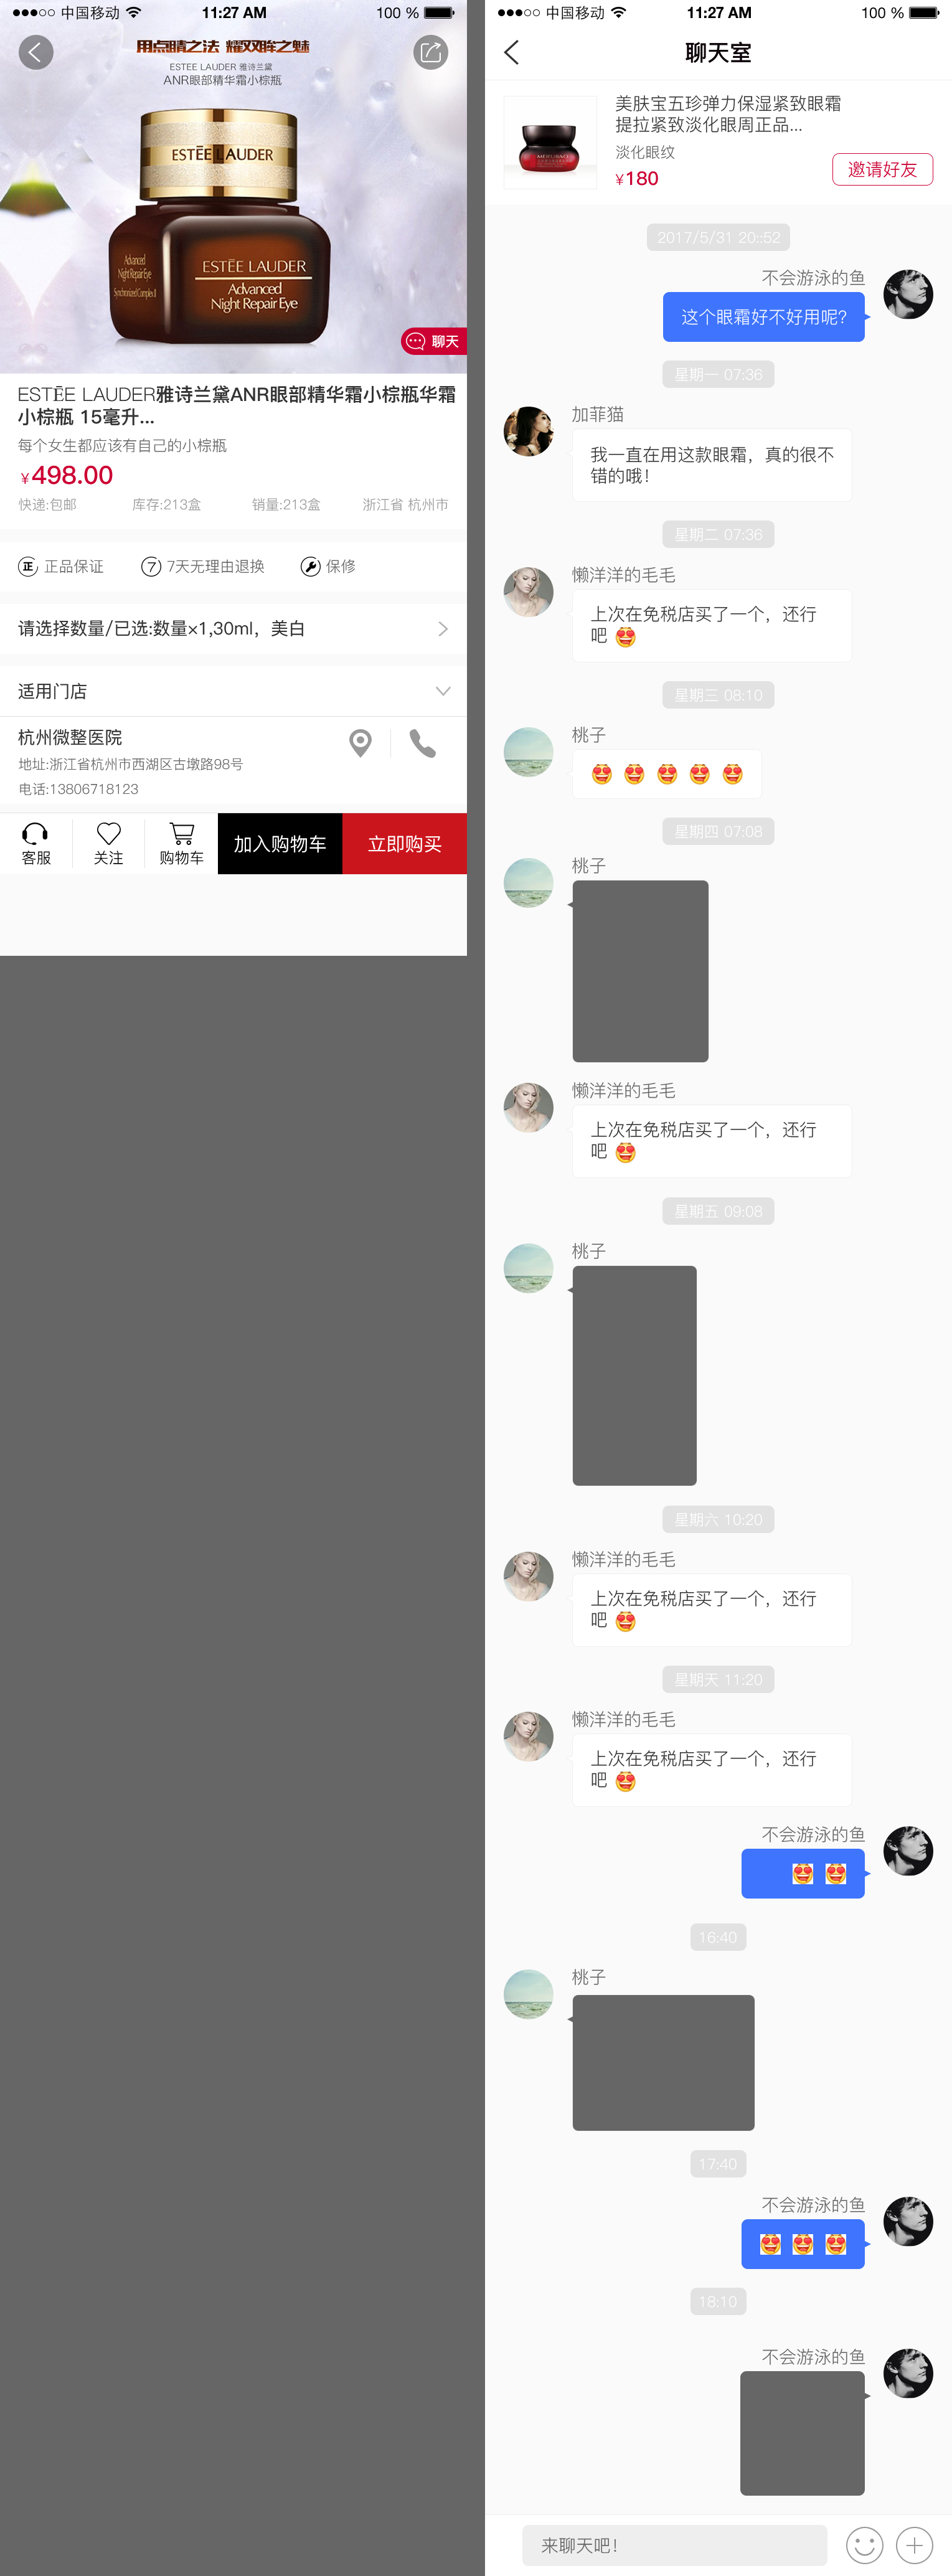 中国移动 11:27 AM 100 %
用点睛之法 耀双眸之魅
ESTEE LAUDER 雅诗兰黛
ANR眼部精华霜小棕瓶
ESTĒE LAUDER
Advanced
Night Repair Eye
Synchronized Complex II
ESTĒE LAUDER
Advanced
Night Repair Eye
聊天
ESTĒE LAUDER雅诗兰黛ANR眼部精华霜小棕瓶华霜
小棕瓶 15毫升...
每个女生都应该有自己的小棕瓶
¥498.00
快递:包邮 库存:213盒 销量:213盒 浙江省 杭州市
正 正品保证 7 7天无理由退换 保修
请选择数量/已选:数量×1,30ml，美白
适用门店
杭州微整医院
地址:浙江省杭州市西湖区古墩路98号
电话:13806718123
客服 关注 购物车 加入购物车 立即购买
中国移动 11:27 AM 100 %
聊天室
美肤宝五珍弹力保湿紧致眼霜
提拉紧致淡化眼周正品...
MEIFUBAO
淡化眼纹
¥180
邀请好友
2017/5/31 20::52
不会游泳的鱼
这个眼霜好不好用呢？
星期一 07:36
加菲猫
我一直在用这款眼霜，真的很不
错的哦！
星期二 07:36
懒洋洋的毛毛
上次在免税店买了一个，还行
吧 😍
星期三 08:10
桃子
😍 😍 😍 😍 😍
星期四 07:08
桃子
懒洋洋的毛毛
上次在免税店买了一个，还行
吧 😍
星期五 09:08
桃子
星期六 10:20
懒洋洋的毛毛
上次在免税店买了一个，还行
吧 😍
星期天 11:20
懒洋洋的毛毛
上次在免税店买了一个，还行
吧 😍
不会游泳的鱼
😍 😍
16:40
桃子
17:40
不会游泳的鱼
😍 😍 😍
18:10
不会游泳的鱼
来聊天吧！